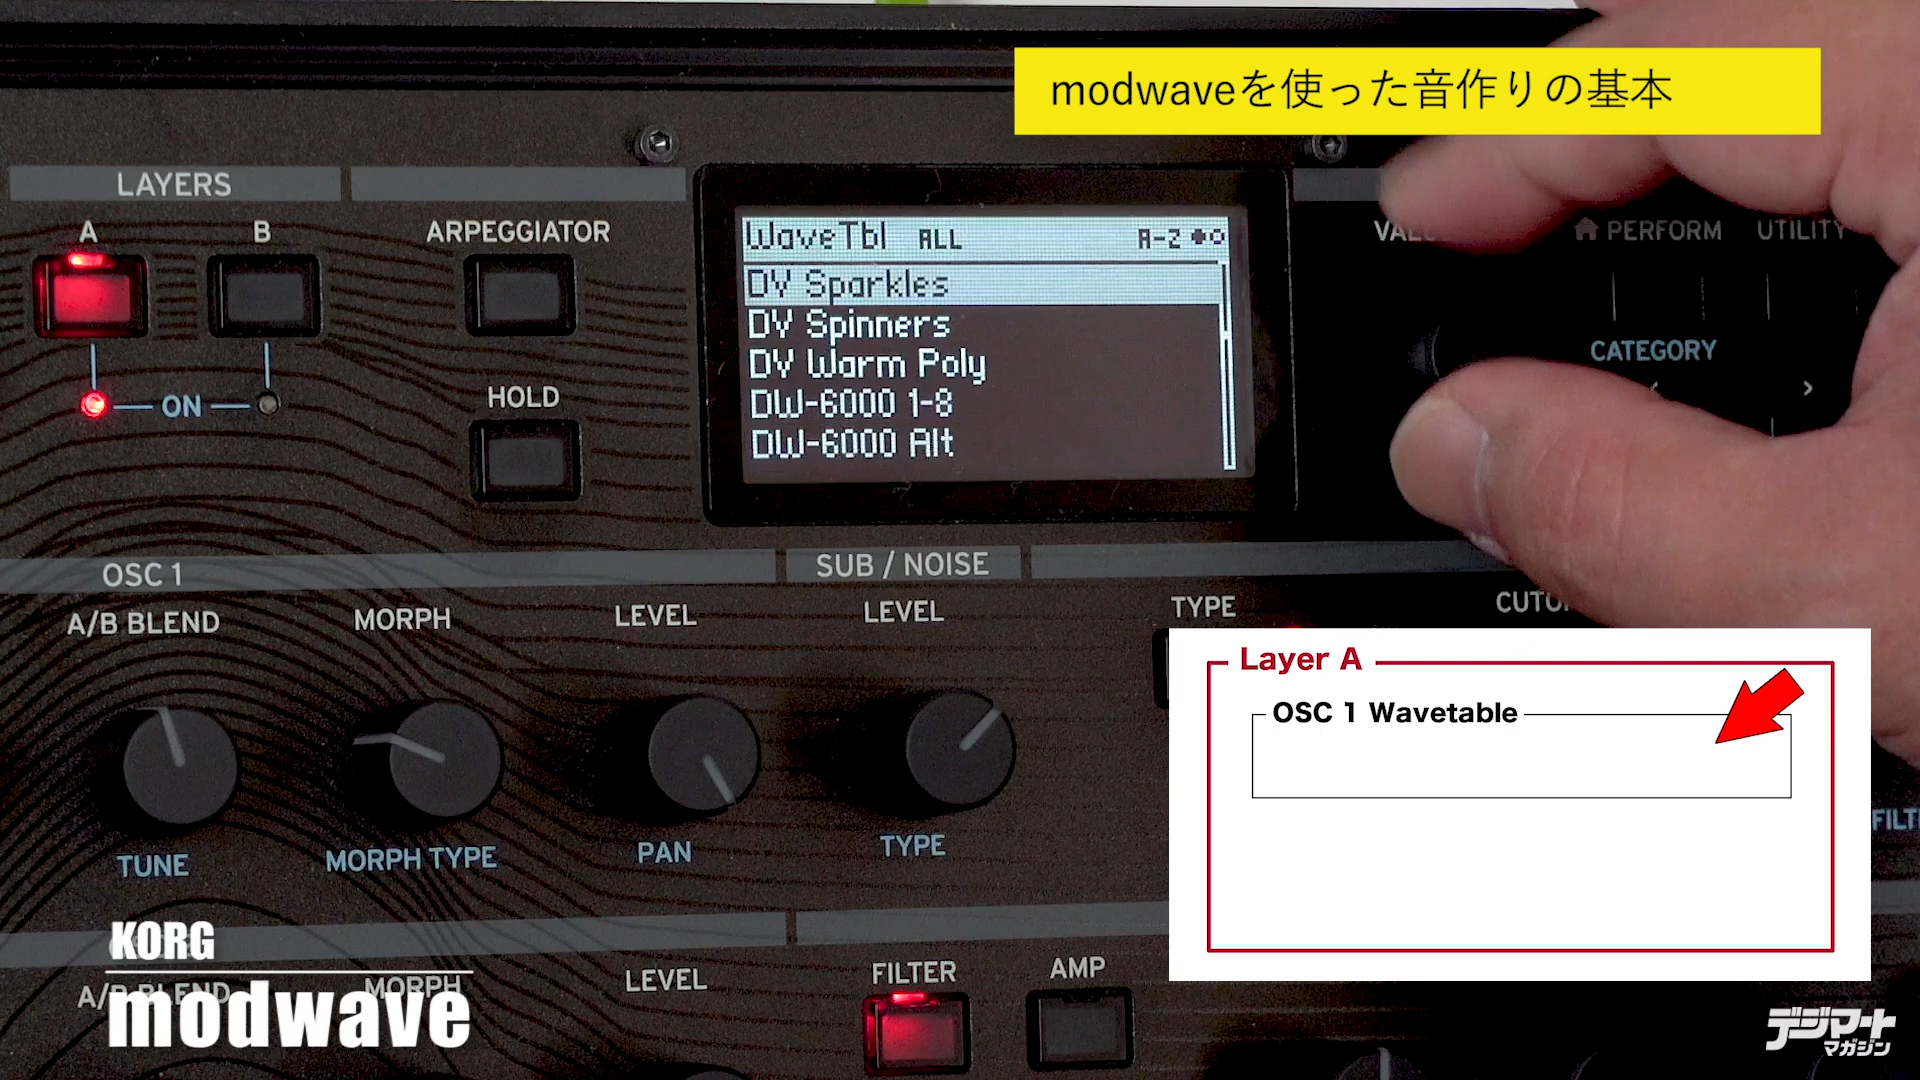 modwaveを使った音作りの基本
LAYERS
A
B
ARPEGGIATOR
ON
HOLD
WaveTbl ALL A-Z
DV Sparkles
DV Spinners
DV Warm Poly
DW-6000 1-8
DW-6000 Alt
PERFORM
UTILITY
CATEGORY
OSC 1
SUB / NOISE
A/B BLEND
MORPH
LEVEL
LEVEL
TYPE
TUNE
MORPH TYPE
PAN
TYPE
Layer A
OSC 1 Wavetable
KORG
modwave
A/B BLEND
MORPH
LEVEL
FILTER
AMP
デジマート
マガジン